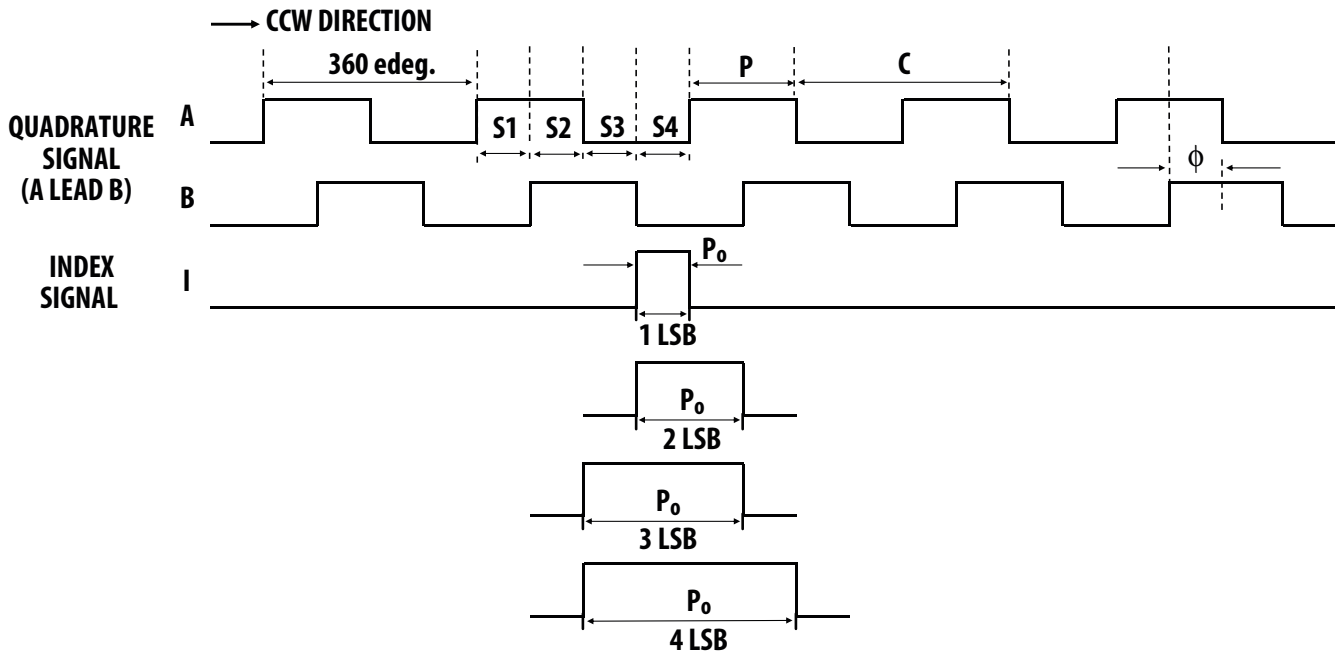 CCW DIRECTION
360 edeg.
P
C
QUADRATURE
SIGNAL
(A LEAD B)
A
S1 S2 S3 S4
ϕ
B
INDEX
SIGNAL
I
P₀
1 LSB
P₀
2 LSB
P₀
3 LSB
P₀
4 LSB